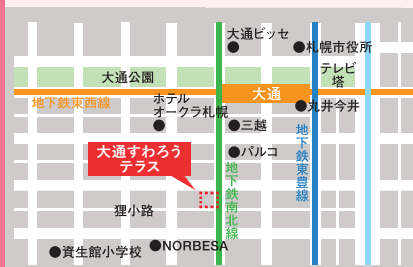 大通ビッセ
札幌市役所
大通公園
テレビ
塔
地下鉄東西線
大通
ホテル
オークラ札幌
丸井今井
三越
パルコ
大通すわろう
テラス
地下鉄南北線
地下鉄東豊線
狸小路
NORBESA
資生館小学校